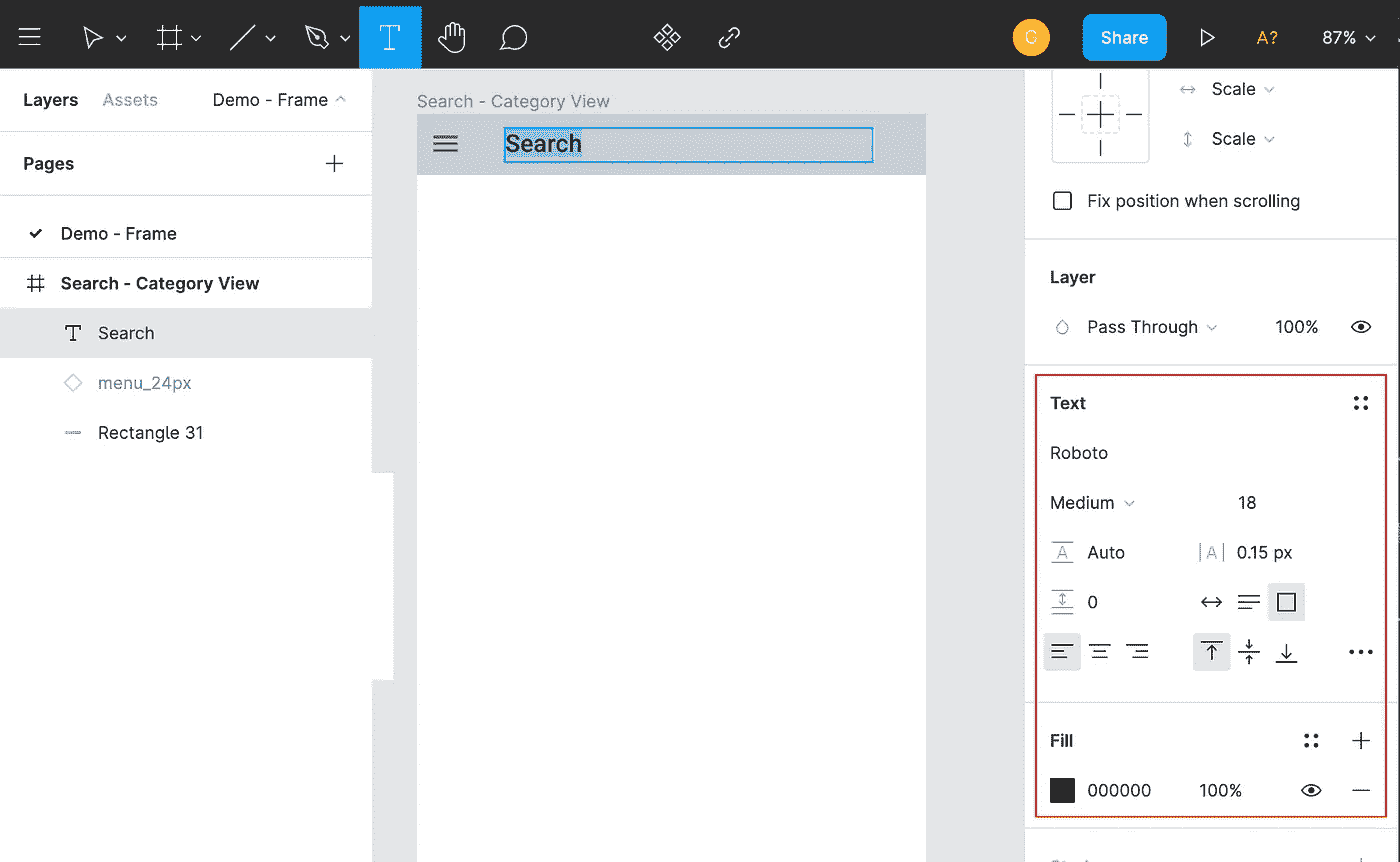 C Share A? 87%
Layers Assets Demo - Frame
Pages
Demo - Frame
Search - Category View
Search
menu_24px
Rectangle 31
Search - Category View
Search
Scale
Scale
Fix position when scrolling
Layer
Pass Through 100%
Text
Roboto
Medium 18
A Auto |A| 0.15 px
0
Fill
000000 100%